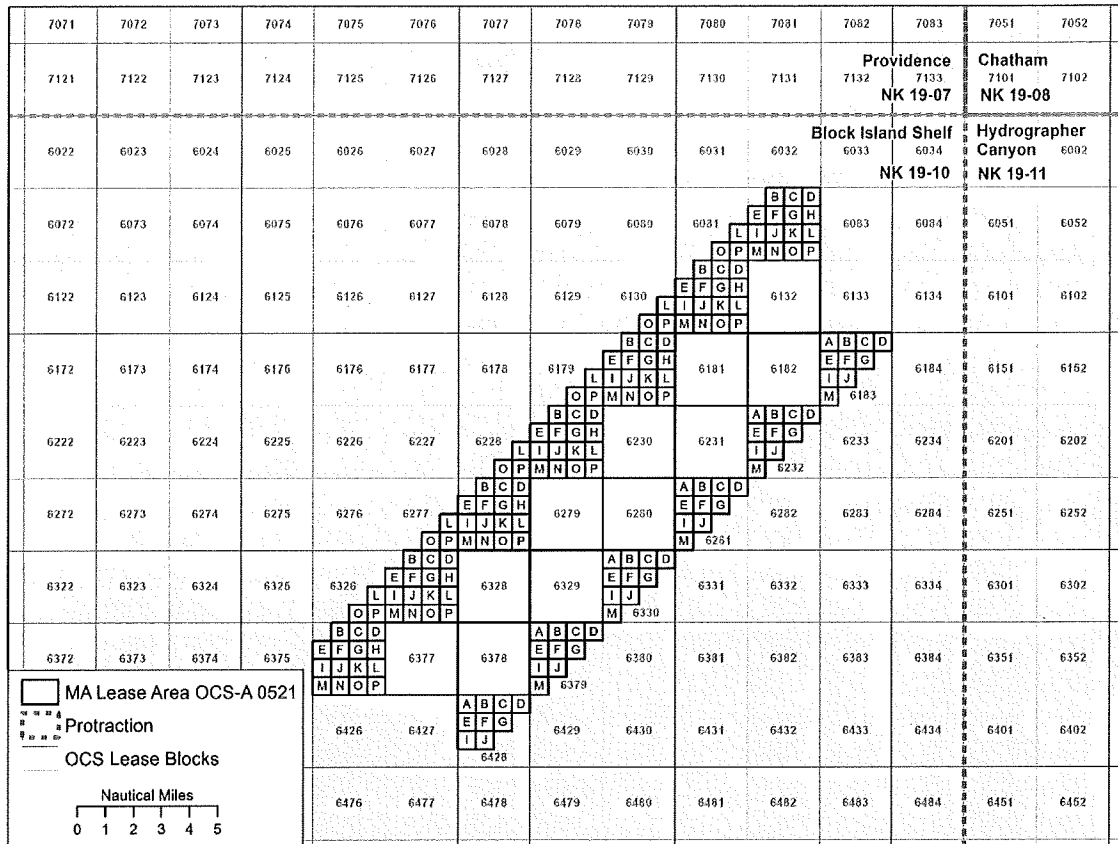 7071 7072 7073 7074 7075 7076 7077 7078 7079 7080 7081 7082 7083 7051 7052
Providence Chatham
7121 7122 7123 7124 7125 7126 7127 7128 7129 7130 7131 7132 7133 7101 7102
NK 19-07 NK 19-08
Block Island Shelf Hydrographer
6022 6023 6024 6025 6026 6027 6028 6029 6030 6031 6032 6033 6034 Canyon 6002
NK 19-10 NK 19-11
B C D
E F G H
6072 6073 6074 6075 6076 6077 6078 6079 6080 6081 L I J K L 6083 6084 6051 6052
O P M N O P
B C D
E F G H
6122 6123 6124 6125 6126 6127 6128 6129 6130 L I J K L 6132 6133 6134 6101 6102
O P M N O P
B C D A B C D
E F G H E F G
6172 6173 6174 6176 6177 6178 6179 L I J K L 6181 6182 I J 6184 6151 6152
O P M N O P M 6183
B C D A B C D
E F G H E F G
6222 6223 6224 6225 6226 6227 6228 L I J K L 6230 6231 I J 6233 6234 6201 6202
O P M N O P M 6232
B C D A B C D
E F G H E F G
6272 6273 6274 6275 6276 6277 L I J K L 6279 6280 I J 6282 6283 6284 6251 6252
O P M N O P M 6281
B C D A B C D
E F G H E F G
6322 6323 6324 6325 6326 L I J K L 6328 6329 I J 6331 6332 6333 6334 6301 6302
O P M N O P M 6330
B C D A B C D
E F G H E F G
6372 6373 6374 6375 I J K L 6377 6378 I J 6380 6381 6382 6383 6384 6351 6352
M N O P M 6379
A B C D
E F G
6426 6427 I J 6429 6430 6431 6432 6433 6434 6401 6402
6428
6476 6477 6478 6479 6480 6481 6482 6483 6484 6451 6452
MA Lease Area OCS-A 0521
Protraction
OCS Lease Blocks
Nautical Miles
0 1 2 3 4 5